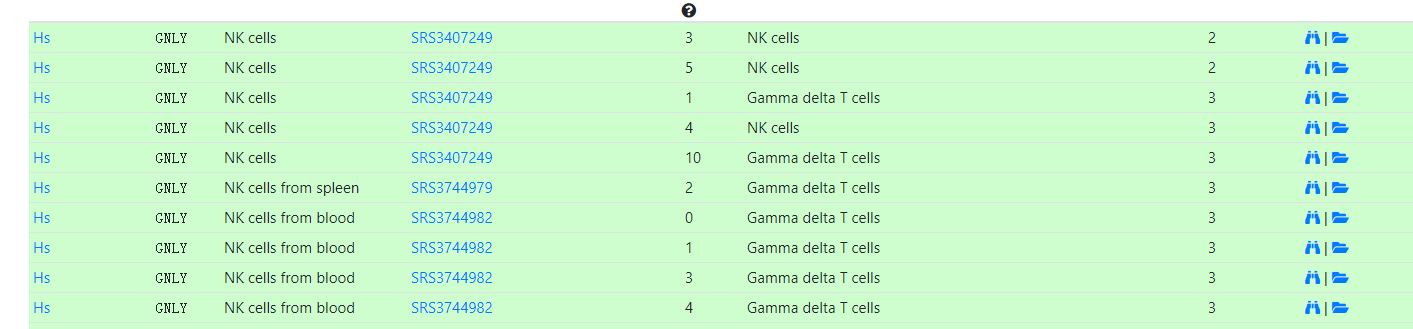 ?
Hs GNLY NK cells SRS3407249 3 NK cells 2 |
Hs GNLY NK cells SRS3407249 5 NK cells 2 |
Hs GNLY NK cells SRS3407249 1 Gamma delta T cells 3 |
Hs GNLY NK cells SRS3407249 4 NK cells 3 |
Hs GNLY NK cells SRS3407249 10 Gamma delta T cells 3 |
Hs GNLY NK cells from spleen SRS3744979 2 Gamma delta T cells 3 |
Hs GNLY NK cells from blood SRS3744982 0 Gamma delta T cells 3 |
Hs GNLY NK cells from blood SRS3744982 1 Gamma delta T cells 3 |
Hs GNLY NK cells from blood SRS3744982 3 Gamma delta T cells 3 |
Hs GNLY NK cells from blood SRS3744982 4 Gamma delta T cells 3 |